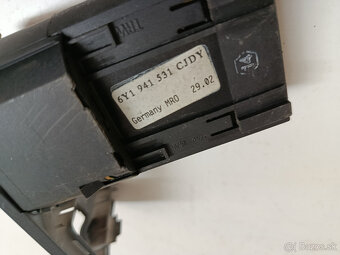 6Y1 941 531 CJDY
Germany MRO 29.02
© Bazos.sk